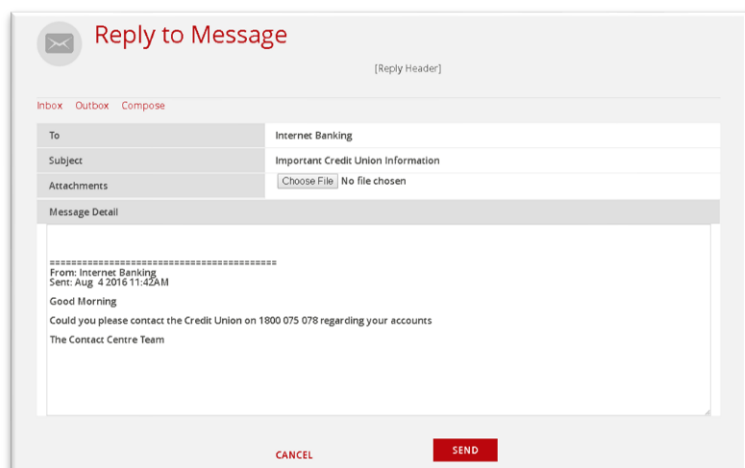 Reply to Message
[Reply Header]
Inbox Outbox Compose
To Internet Banking
Subject Important Credit Union Information
Attachments Choose File No file chosen
Message Detail
==========================================
From: Internet Banking
Sent: Aug 4 2016 11:42AM
Good Morning
Could you please contact the Credit Union on 1800 075 078 regarding your accounts
The Contact Centre Team
CANCEL SEND